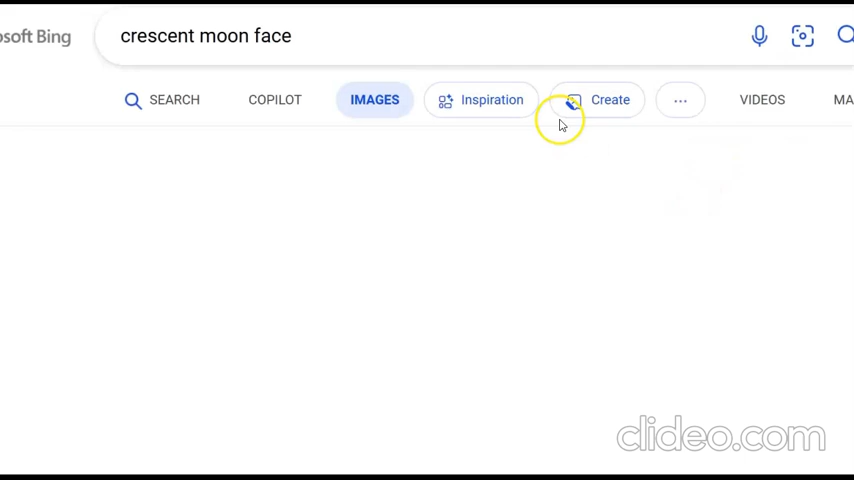 osoft Bing
crescent moon face
SEARCH COPILOT IMAGES Inspiration Create ... VIDEOS MA
clideo.com